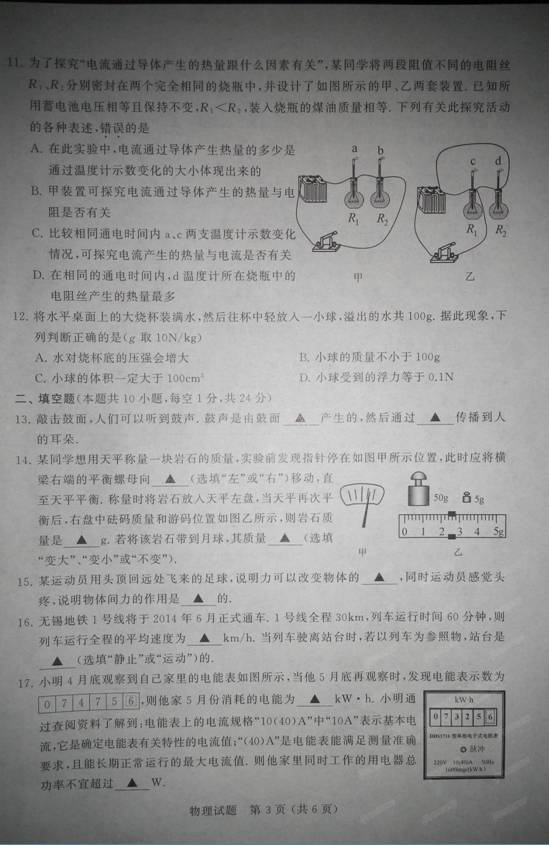 11. 为了探究“电流通过导体产生的热量跟什么因素有关”,某同学将两段阻值不同的电阻丝
R₁、R₂分别密封在两个完全相同的烧瓶中,并设计了如图所示的甲、乙两套装置. 已知所
用蓄电池电压相等且保持不变,R₁<R₂,装入烧瓶的煤油质量相等. 下列有关此探究活动
的各种表述,错误的是
A. 在此实验中,电流通过导体产生热量的多少是
通过温度计示数变化的大小体现出来的
B. 甲装置可探究电流通过导体产生的热量与电
阻是否有关
C. 比较相同通电时间内 a、c 两支温度计示数变化
情况,可探究电流产生的热量与电流是否有关
D. 在相同的通电时间内,d 温度计所在烧瓶中的
电阻丝产生的热量最多
a b
R₁ R₂
甲
c d
R₁ R₂
乙
12. 将水平桌面上的大烧杯装满水,然后往杯中轻放入一小球,溢出的水共 100g. 据此现象,下
列判断正确的是(g 取 10N/kg)
A. 水对烧杯底的压强会增大 B. 小球的质量不小于 100g
C. 小球的体积一定大于 100cm³ D. 小球受到的浮力等于 0.1N
二、填空题(本题共 10 小题,每空 1 分,共 24 分)
13. 敲击鼓面,人们可以听到鼓声. 鼓声是由鼓面 ▲ 产生的,然后通过 ▲ 传播到人
的耳朵.
14. 某同学想用天平称量一块岩石的质量,实验前发现指针停在如图甲所示位置,此时应将横
梁右端的平衡螺母向 ▲ (选填“左”或“右”)移动,直
至天平平衡. 称量时将岩石放入天平左盘,当天平再次平
衡后,右盘中砝码质量和游码位置如图乙所示,则岩石质
量是 ▲ g. 若将该岩石带到月球,其质量 ▲ (选填
“变大”、“变小”或“不变”).
50g 5g
0 1 2 3 4 5g
甲 乙
15. 某运动员用头顶回远处飞来的足球,说明力可以改变物体的 ▲ ,同时运动员感觉头
疼,说明物体间力的作用是 ▲ 的.
16. 无锡地铁 1 号线将于 2014 年 6 月正式通车. 1 号线全程 30km,列车运行时间 60 分钟,则
列车运行全程的平均速度为 ▲ km/h. 当列车驶离站台时,若以列车为参照物,站台是
▲ (选填“静止”或“运动”)的.
17. 小明 4 月底观察到自己家里的电能表如图所示,当他 5 月底再观察时,发现电能表示数为
0 7 4 7 5 6 ,则他家 5 月份消耗的电能为 ▲ kW·h. 小明通
过查阅资料了解到:电能表上的电流规格“10(40)A”中“10A”表示基本电
流,它是确定电能表有关特性的电流值;“(40)A”是电能表能满足测量准确
要求,且能长期正常运行的最大电流值. 则他家里同时工作的用电器总
功率不宜超过 ▲ W.
kW·h
0 7 3 2 5 6
脉冲
物理试题 第 3 页(共 6 页)